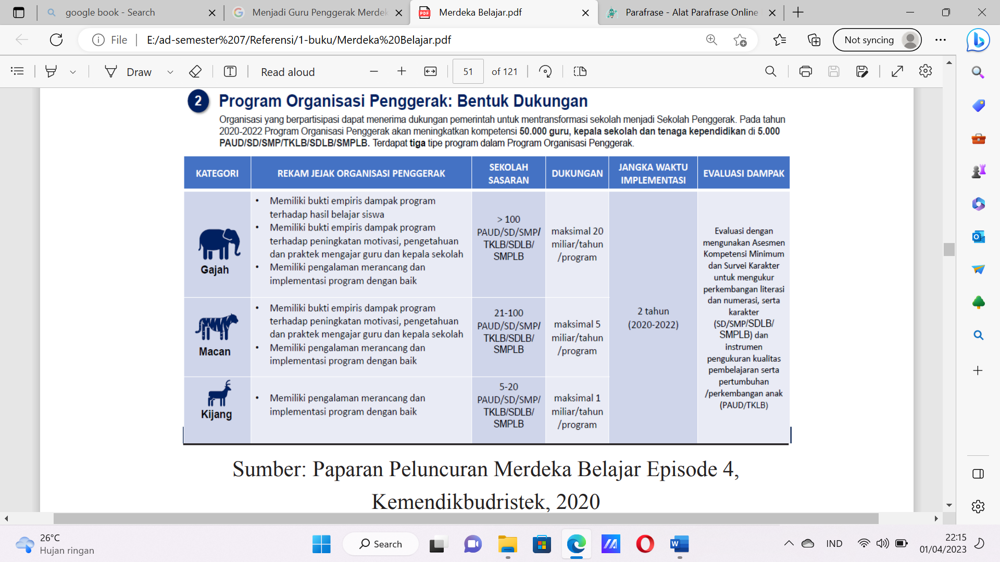 google book - Search
Menjadi Guru Penggerak Merdek
Merdeka Belajar.pdf
Parafrase - Alat Parafrase Online
File
E:/ad-semester%207/Referensi/1-buku/Merdeka%20Belajar.pdf
Not syncing
Draw
Read aloud
51
of 121
2 Program Organisasi Penggerak: Bentuk Dukungan
Organisasi yang berpartisipasi dapat menerima dukungan pemerintah untuk mentransformasi sekolah menjadi Sekolah Penggerak. Pada tahun
2020-2022 Program Organisasi Penggerak akan meningkatkan kompetensi 50.000 guru, kepala sekolah dan tenaga kependidikan di 5.000
PAUD/SD/SMP/TKLB/SDLB/SMPLB. Terdapat tiga tipe program dalam Program Organisasi Penggerak.
KATEGORI
REKAM JEJAK ORGANISASI PENGGERAK
SEKOLAH
SASARAN
DUKUNGAN
JANGKA WAKTU
IMPLEMENTASI
EVALUASI DAMPAK
Gajah
• Memiliki bukti empiris dampak program
terhadap hasil belajar siswa
• Memiliki bukti empiris dampak program
terhadap peningkatan motivasi, pengetahuan
dan praktek mengajar guru dan kepala sekolah
• Memiliki pengalaman merancang dan
implementasi program dengan baik
> 100
PAUD/SD/SMP/
TKLB/SDLB/
SMPLB
maksimal 20
miliar/tahun
/program
Macan
• Memiliki bukti empiris dampak program
terhadap peningkatan motivasi, pengetahuan
dan praktek mengajar guru dan kepala sekolah
• Memiliki pengalaman merancang dan
implementasi program dengan baik
21-100
PAUD/SD/SMP/
TKLB/SDLB/
SMPLB
maksimal 5
miliar/tahun
/program
Kijang
• Memiliki pengalaman merancang dan
implementasi program dengan baik
5-20
PAUD/SD/SMP/
TKLB/SDLB/
SMPLB
maksimal 1
miliar/tahun
/program
2 tahun
(2020-2022)
Evaluasi dengan
mengunakan Asesmen
Kompetensi Minimum
dan Survei Karakter
untuk mengukur
perkembangan literasi
dan numerasi, serta
karakter
(SD/SMP/SDLB/
SMPLB) dan
instrumen
pengukuran kualitas
pembelajaran serta
pertumbuhan
/perkembangan anak
(PAUD/TKLB)
Sumber: Paparan Peluncuran Merdeka Belajar Episode 4,
Kemendikbudristek, 2020
26°C
Hujan ringan
Search
IND
22:15
01/04/2023